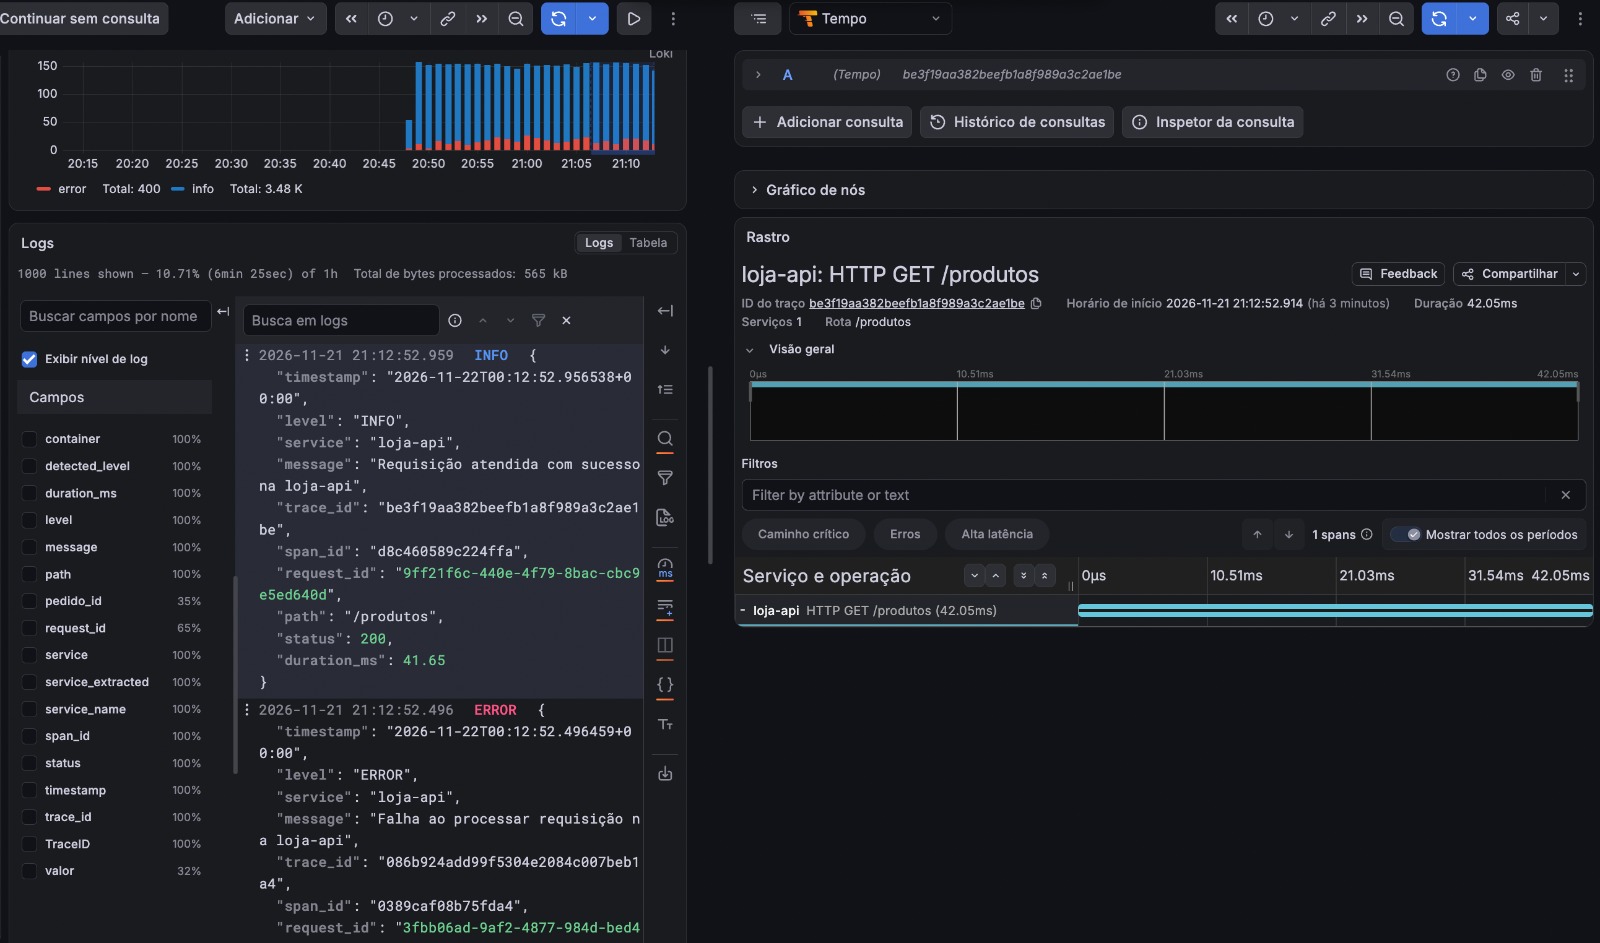 Continuar sem consulta
Adicionar
Loki
150
100
50
0
20:15 20:20 20:25 20:30 20:35 20:40 20:45 20:50 20:55 21:00 21:05 21:10
error Total: 400 info Total: 3.48 K
Logs
Logs Tabela
1000 lines shown — 10.71% (6min 25sec) of 1h Total de bytes processados: 565 kB
Buscar campos por nome
Exibir nível de log
Campos
container 100%
detected_level 100%
duration_ms 100%
level 100%
message 100%
path 100%
pedido_id 35%
request_id 65%
service 100%
service_extracted 100%
service_name 100%
span_id 100%
status 100%
timestamp 100%
trace_id 100%
TraceID 100%
valor 32%
Busca em logs
2026-11-21 21:12:52.959 INFO {
"timestamp": "2026-11-22T00:12:52.956538+0
0:00",
"level": "INFO",
"service": "loja-api",
"message": "Requisição atendida com sucesso
na loja-api",
"trace_id": "be3f19aa382beefb1a8f989a3c2ae1
be",
"span_id": "d8c460589c224ffa",
"request_id": "9ff21f6c-440e-4f79-8bac-cbc9
e5ed640d",
"path": "/produtos",
"status": 200,
"duration_ms": 41.65
}
2026-11-21 21:12:52.496 ERROR {
"timestamp": "2026-11-22T00:12:52.496459+0
0:00",
"level": "ERROR",
"service": "loja-api",
"message": "Falha ao processar requisição n
a loja-api",
"trace_id": "086b924add99f5304e2084c007beb1
a4",
"span_id": "0389caf08b75fda4",
"request_id": "3fbb06ad-9af2-4877-984d-bed4
LOG
ms
Tт
Tempo
A (Tempo) be3f19aa382beefb1a8f989a3c2ae1be
Adicionar consulta
Histórico de consultas
Inspetor da consulta
Gráfico de nós
Rastro
loja-api: HTTP GET /produtos
Feedback
Compartilhar
ID do traço be3f19aa382beefb1a8f989a3c2ae1be Horário de início 2026-11-21 21:12:52.914 (há 3 minutos) Duração 42.05ms
Serviços 1 Rota /produtos
Visão geral
0μs 10.51ms 21.03ms 31.54ms 42.05ms
Filtros
Filter by attribute or text
Caminho crítico Erros Alta latência
1 spans
Mostrar todos os períodos
Serviço e operação
0μs 10.51ms 21.03ms 31.54ms 42.05ms
loja-api HTTP GET /produtos (42.05ms)